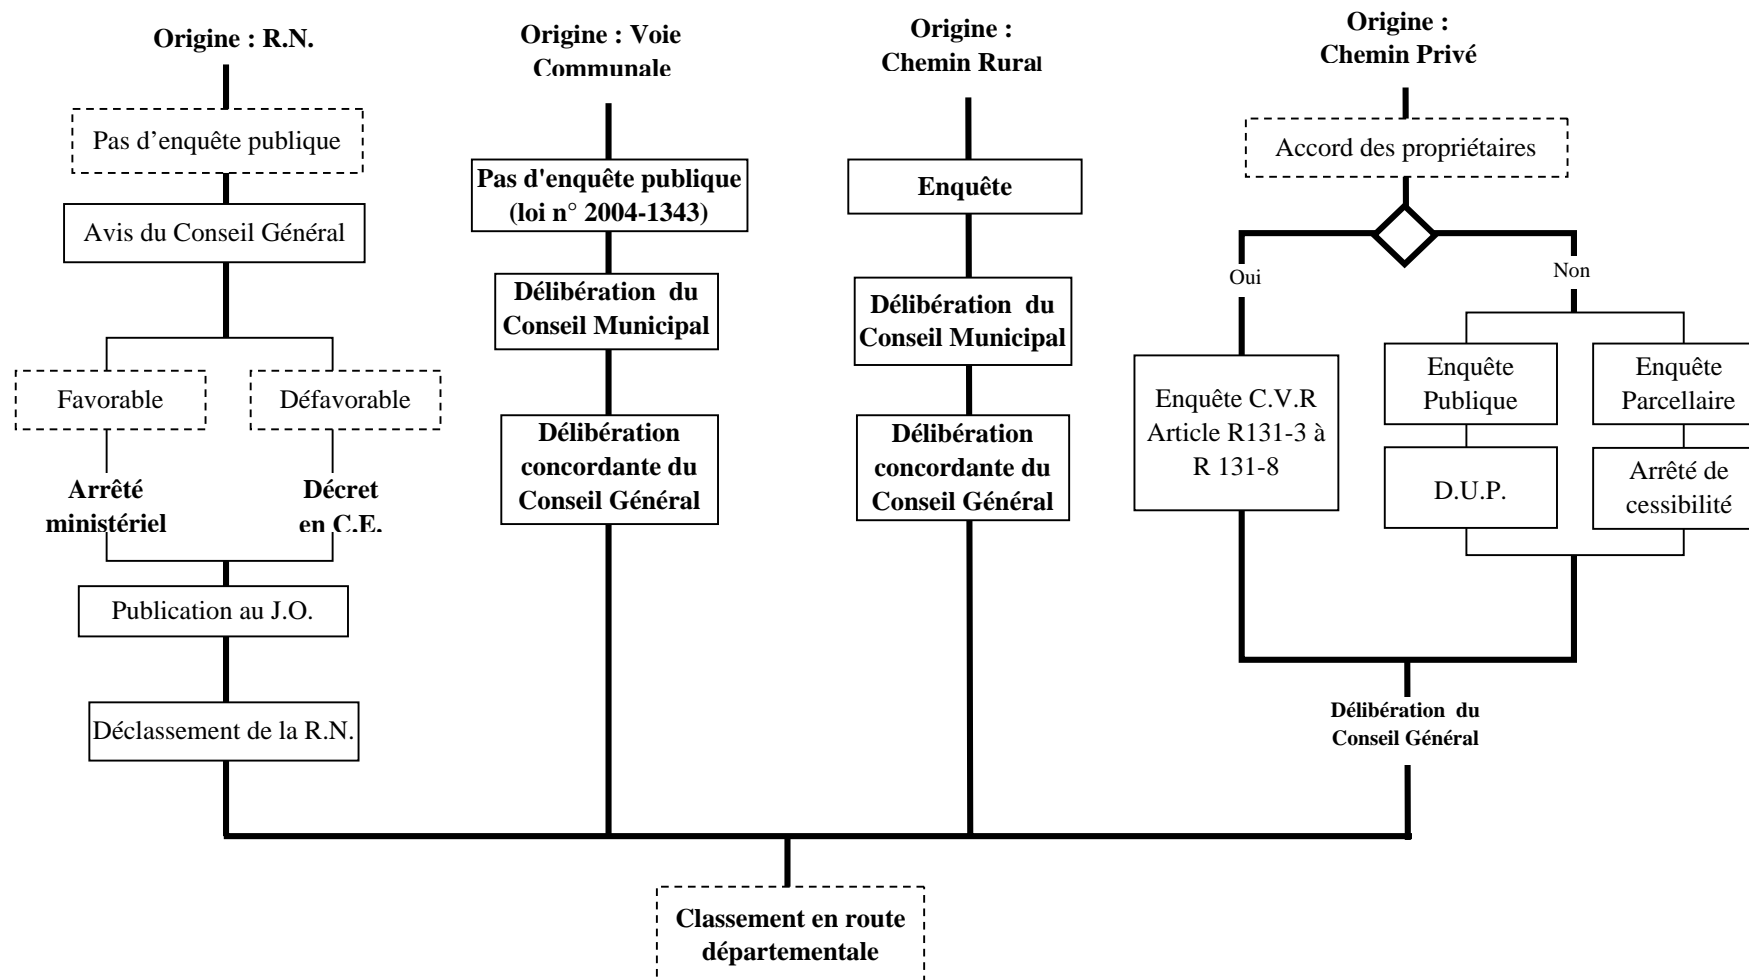 Origine : R.N.
Pas d’enquête publique
Avis du Conseil Général
Favorable
Défavorable
Arrêté
ministériel
Décret
en C.E.
Publication au J.O.
Déclassement de la R.N.
Origine : Voie
Communale
Pas d'enquête publique
(loi n° 2004-1343)
Délibération du
Conseil Municipal
Délibération
concordante du
Conseil Général
Origine :
Chemin Rural
Enquête
Délibération du
Conseil Municipal
Délibération
concordante du
Conseil Général
Origine :
Chemin Privé
Accord des propriétaires
Oui
Non
Enquête C.V.R
Article R131-3 à
R 131-8
Enquête
Publique
D.U.P.
Enquête
Parcellaire
Arrêté de
cessibilité
Délibération du
Conseil Général
Classement en route
départementale